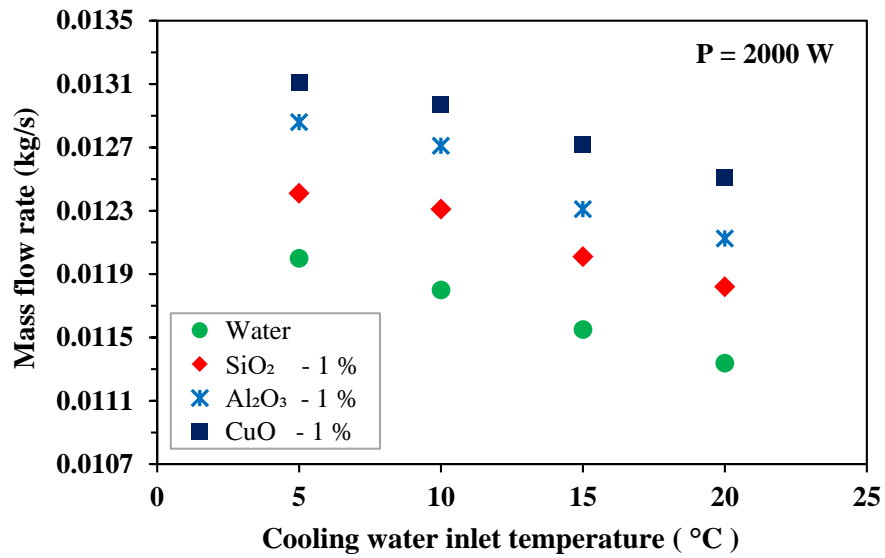 Mass flow rate (kg/s)
0.0135
0.0131
0.0127
0.0123
0.0119
0.0115
0.0111
0.0107
P = 2000 W
Water
SiO₂ - 1 %
Al₂O₃ - 1 %
CuO - 1 %
0 5 10 15 20 25
Cooling water inlet temperature ( °C )